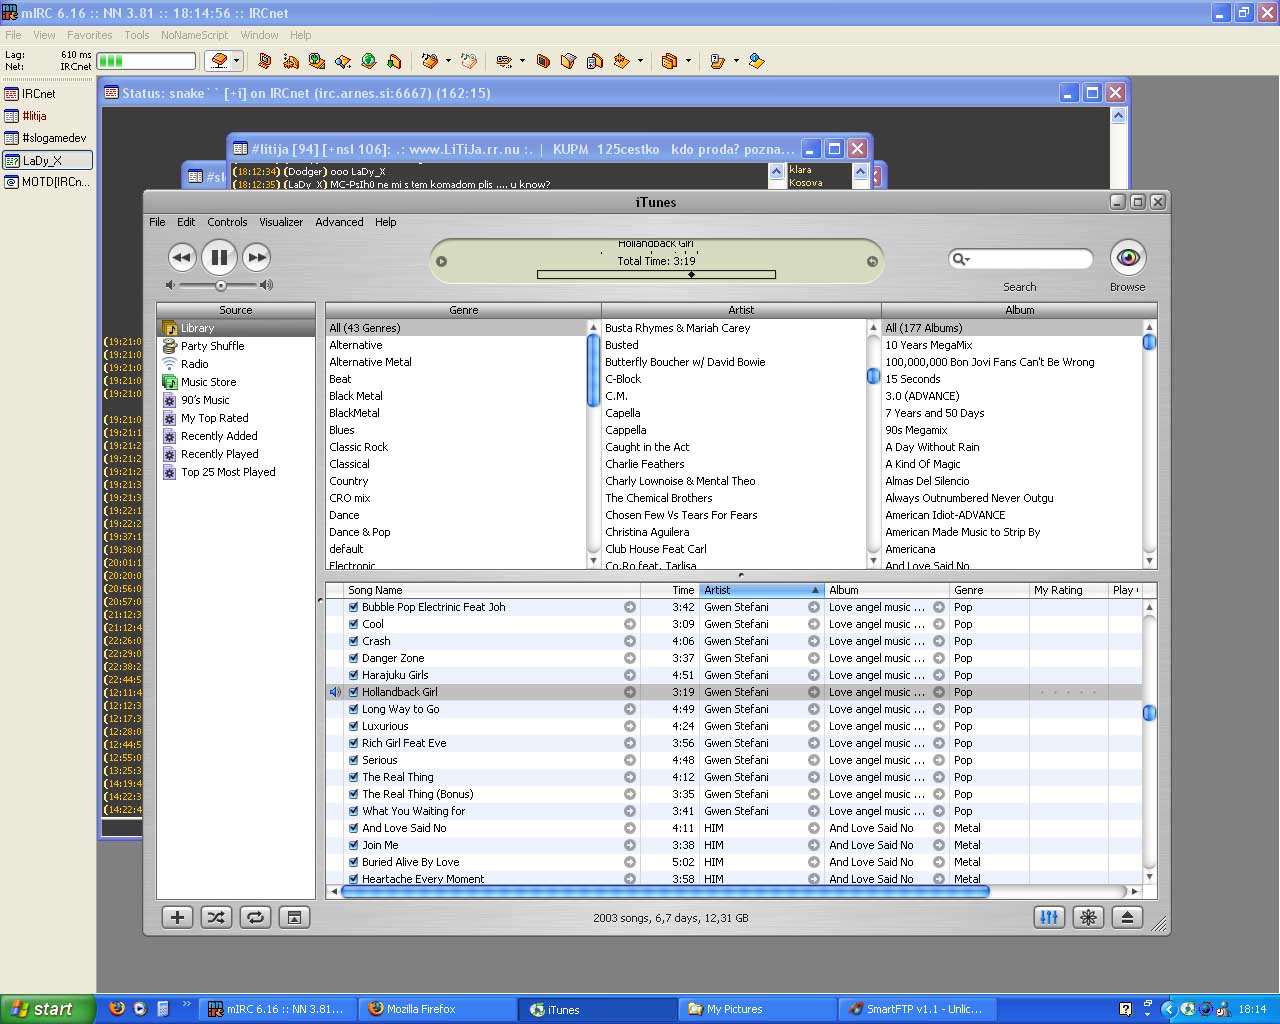 mIRC 6.16 :: NN 3.81 :: 18:14:56 :: IRCnet
File View Favorites Tools NoNameScript Window Help
Lag: 610 ms
Net: IRCnet
IRCnet
#litija
#slogamedev
LaDy_X
MOTD[IRCn...
Status: snake`` [+i] on IRCnet (irc.arnes.si:6667) (162:15)
#litija [94] [+nsl 106]: .: www.LiTiJa.rr.nu :. | KUPM 125cestko kdo proda? pozna...
#sl
(18:12:34) (Dodger) ooo LaDy_X
(18:12:35) (LaDy_X) MC-PsIh0 ne mi s tem komadom plis .... u know?
klara
Kosova
iTunes
File Edit Controls Visualizer Advanced Help
Hollandback Girl
Total Time: 3:19
Search
Browse
Source
Library
Party Shuffle
Radio
Music Store
90's Music
My Top Rated
Recently Added
Recently Played
Top 25 Most Played
Genre Artist Album
All (43 Genres) Busta Rhymes & Mariah Carey All (177 Albums)
Alternative Busted 10 Years MegaMix
Alternative Metal Butterfly Boucher w/ David Bowie 100,000,000 Bon Jovi Fans Can't Be Wrong
Beat C-Block 15 Seconds
Black Metal C.M. 3.0 (ADVANCE)
BlackMetal Capella 7 Years and 50 Days
Blues Cappella 90s Megamix
Classic Rock Caught in the Act A Day Without Rain
Classical Charlie Feathers A Kind Of Magic
Country Charly Lownoise & Mental Theo Almas Del Silencio
CRO mix The Chemical Brothers Always Outnumbered Never Outgu
Dance Chosen Few Vs Tears For Fears American Idiot-ADVANCE
Dance & Pop Christina Aguilera American Made Music to Strip By
default Club House Feat Carl Americana
Electronic Co.Ro feat. Tarlisa And Love Said No
Song Name Time Artist Album Genre My Rating Play
Bubble Pop Electrinic Feat Joh 3:42 Gwen Stefani Love angel music ... Pop
Cool 3:09 Gwen Stefani Love angel music ... Pop
Crash 4:06 Gwen Stefani Love angel music ... Pop
Danger Zone 3:37 Gwen Stefani Love angel music ... Pop
Harajuku Girls 4:51 Gwen Stefani Love angel music ... Pop
Hollandback Girl 3:19 Gwen Stefani Love angel music ... Pop
Long Way to Go 4:49 Gwen Stefani Love angel music ... Pop
Luxurious 4:24 Gwen Stefani Love angel music ... Pop
Rich Girl Feat Eve 3:56 Gwen Stefani Love angel music ... Pop
Serious 4:48 Gwen Stefani Love angel music ... Pop
The Real Thing 4:12 Gwen Stefani Love angel music ... Pop
The Real Thing (Bonus) 3:35 Gwen Stefani Love angel music ... Pop
What You Waiting for 3:41 Gwen Stefani Love angel music ... Pop
And Love Said No 4:11 HIM And Love Said No Metal
Join Me 3:38 HIM And Love Said No Metal
Buried Alive By Love 5:02 HIM And Love Said No Metal
Heartache Every Moment 3:58 HIM And Love Said No Metal
2003 songs, 6,7 days, 12,31 GB
start
mIRC 6.16 :: NN 3.81...
Mozilla Firefox
iTunes
My Pictures
SmartFTP v1.1 - Unlic...
18:14